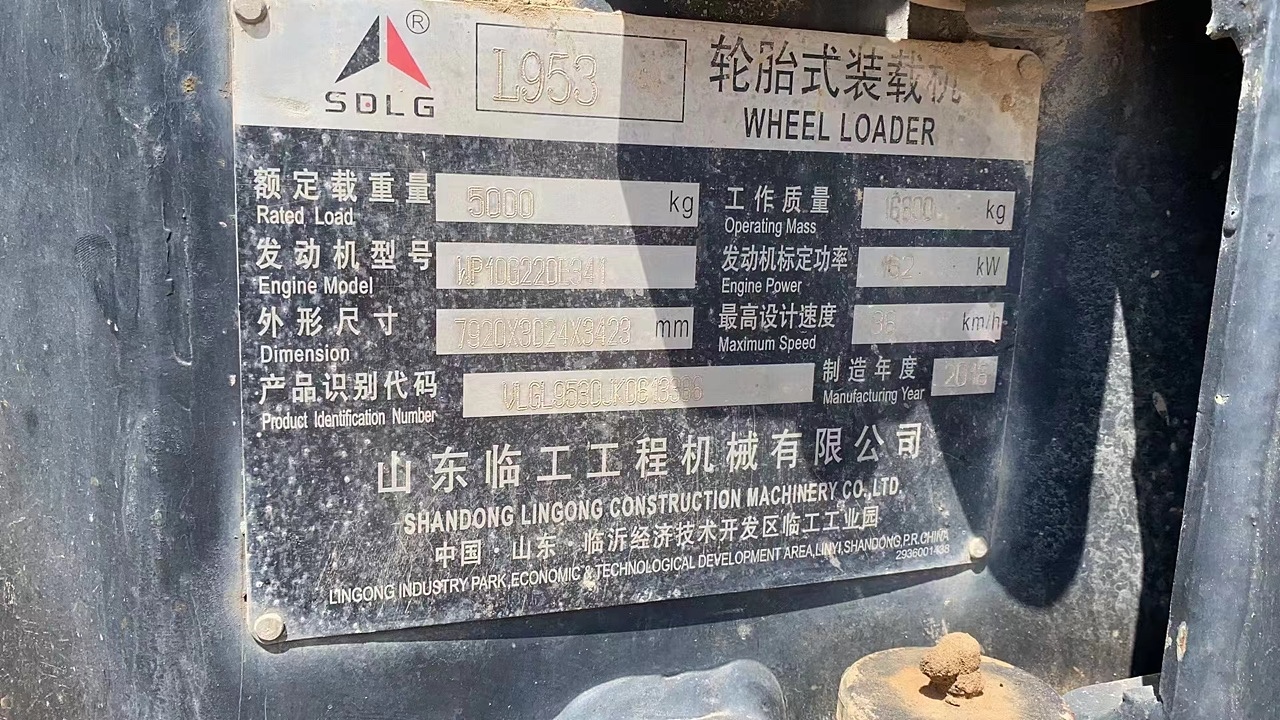 SDLG ®
L953
轮胎式装载机
WHEEL LOADER
额定载重量 5000 kg
Rated Load
工作质量 kg
Operating Mass
发动机型号
Engine Model
发动机标定功率 162 kW
Engine Power
外形尺寸 7920X3024X3423 mm
Dimension
最高设计速度 38 km/h
Maximum Speed
产品识别代码
Product Identification Number
制造年度
Manufacturing Year
山东临工工程机械有限公司
SHANDONG LINGONG CONSTRUCTION MACHINERY CO.,LTD.
中国·山东·临沂经济技术开发区临工工业园
LINGONG INDUSTRY PARK,ECONOMIC & TECHNOLOGICAL DEVELOPMENT AREA,LINYI,SHANDONG,P.R.CHINA
2936001438